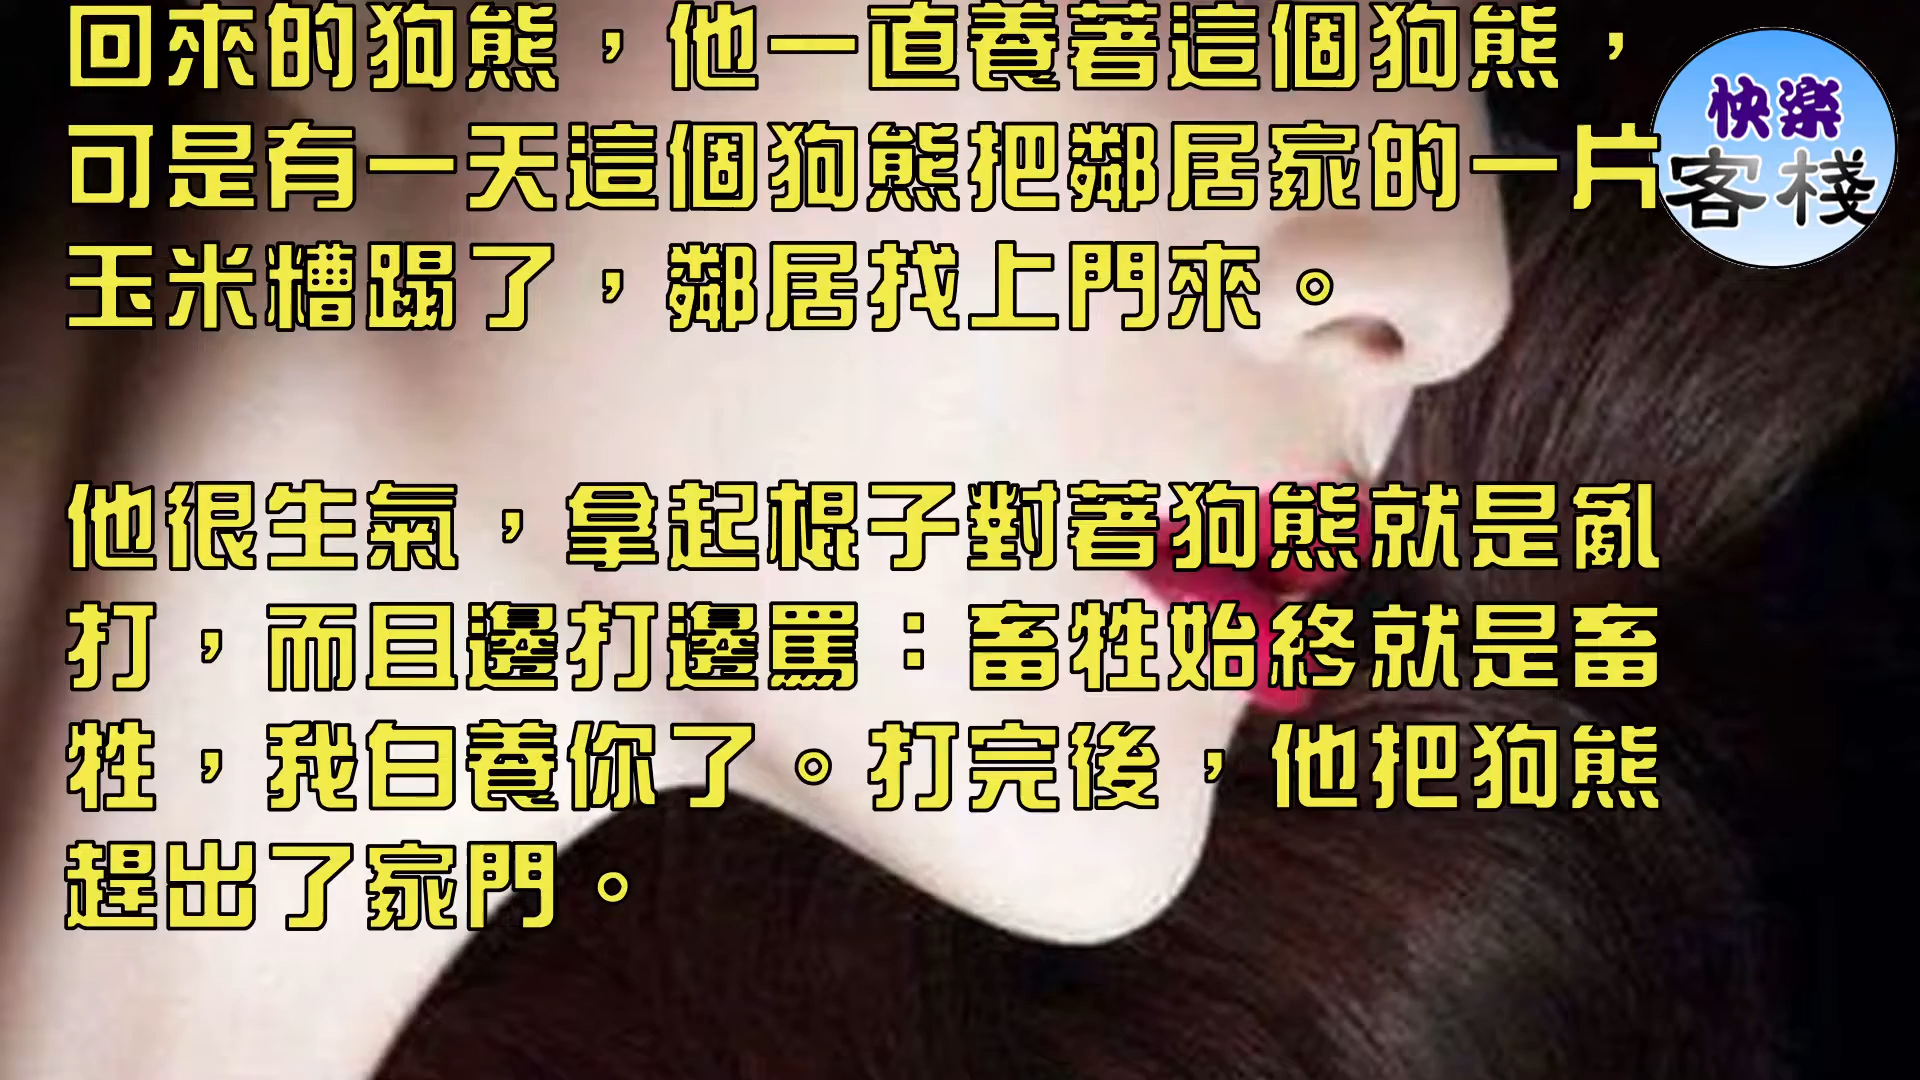 回來的狗熊，他一直養著這個狗熊，
可是有一天這個狗熊把鄰居家的一片
玉米糟蹋了，鄰居找上門來。
他很生氣，拿起棍子對著狗熊就是亂
打，而且邊打邊罵：畜牲始終就是畜
牲，我白養你了。打完後，他把狗熊
趕出了家門。
快樂
客棧